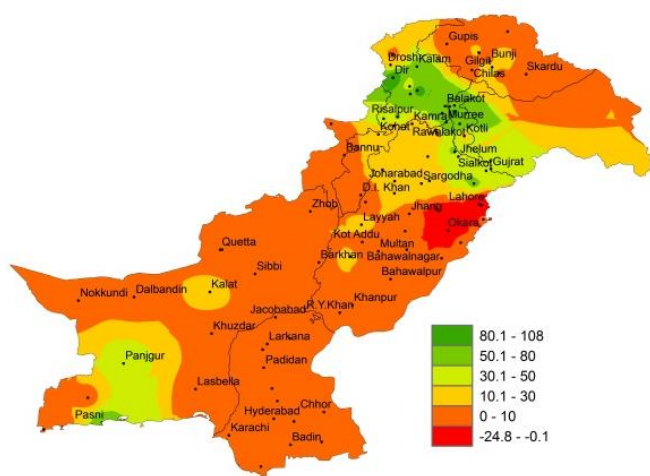 Gupis
Drosh Kalam
Gilgit
Bunji
Dir
Chilas
Skardu
Balakot
Risalpur
Kamra
Murree
Kohat
Rawalakot
Kotli
Bannu
Jhelum
Sialkot
Gujrat
Joharabad
Sargodha
D.I. Khan
Zhob
Lahore
Jhang
Layyah
Okara
Kot Addu
Quetta
Multan
Barkhan
Bahawalnagar
Sibbi
Bahawalpur
Nokkundi
Dalbandin
Kalat
Khanpur
R.Y.Khan
Jacobabad
Khuzdar
Larkana
Panjgur
Padidan
Lasbella
Pasni
Hyderabad
Chhor
Karachi
Badin
80.1 - 108
50.1 - 80
30.1 - 50
10.1 - 30
0 - 10
-24.8 - -0.1